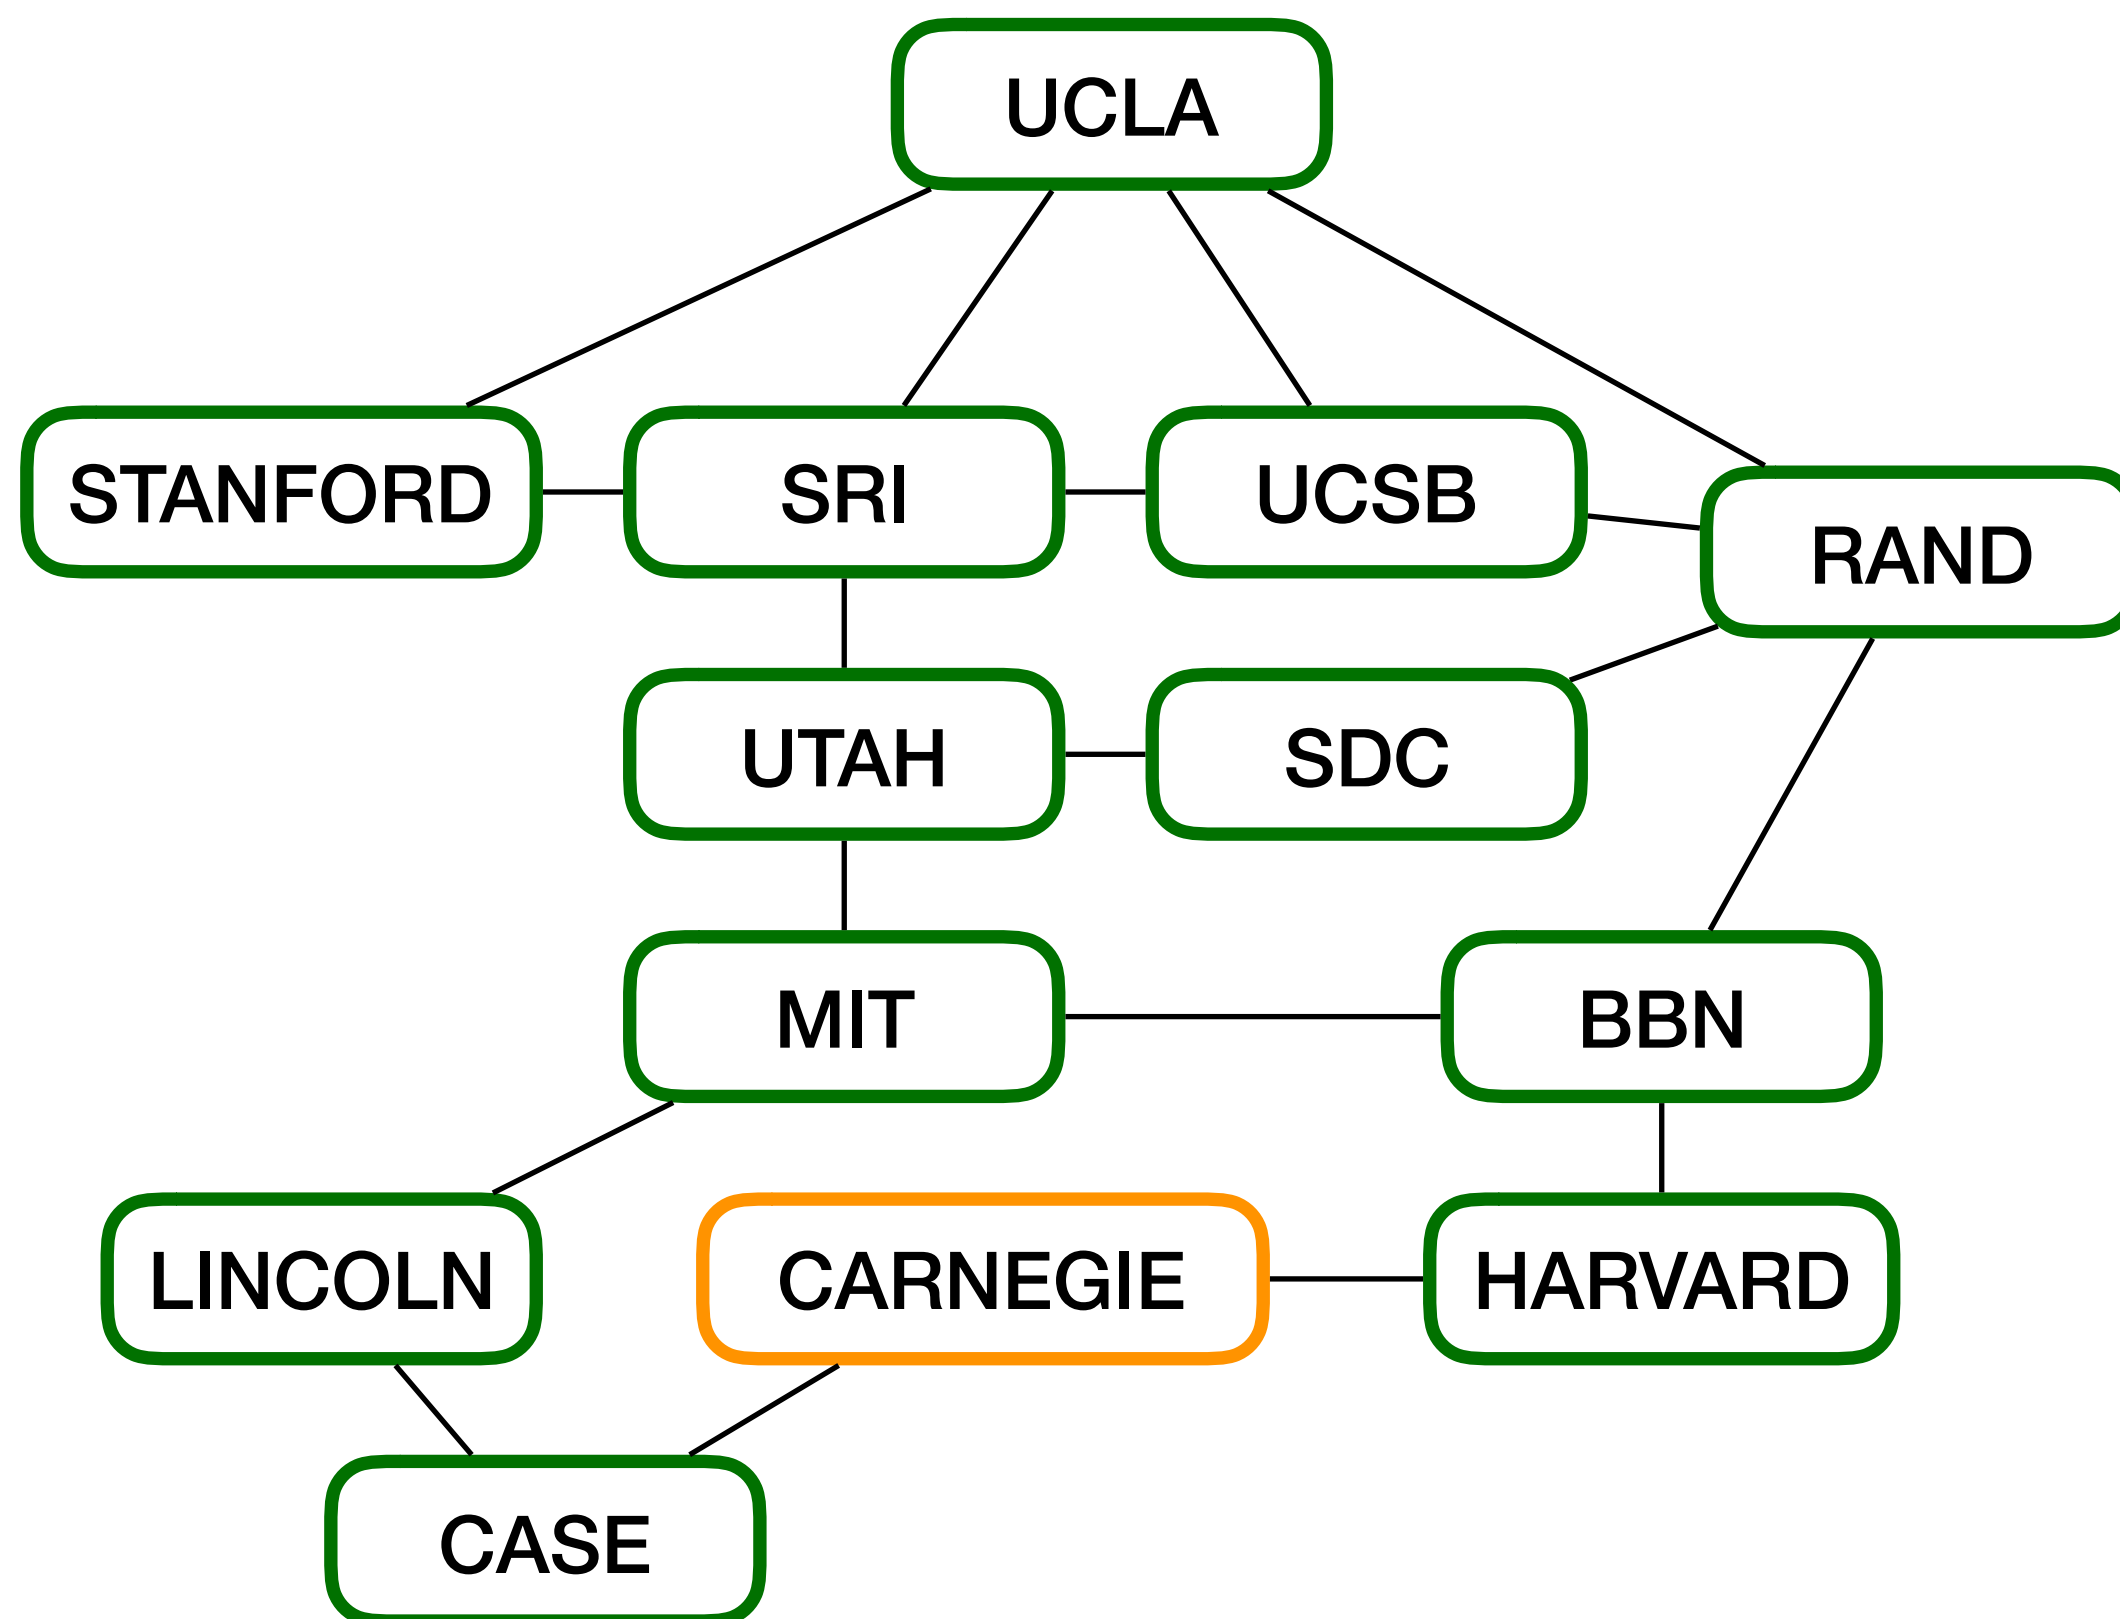 UCLA
STANFORD
SRI
UCSB
RAND
UTAH
SDC
MIT
BBN
LINCOLN
CARNEGIE
HARVARD
CASE